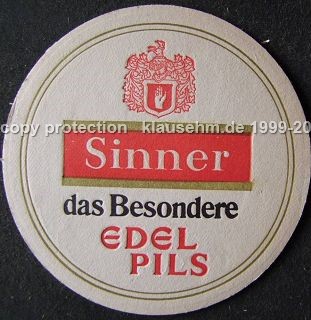 copy protection klausehm.de 1999-20
Sinner
das Besondere
EDEL
PILS